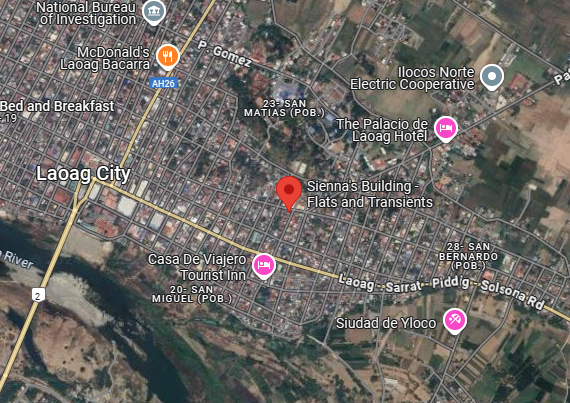 National Bureau
of Investigation
McDonald's
Laoag Bacarra
P. Gomez
AH26
Ilocos Norte
Electric Cooperative
Bed and Breakfast
23- SAN
MATIAS (POB.)
The Palacio de
Laoag Hotel
Laoag City
Sienna's Building -
Flats and Transients
Casa De Viajero
Tourist Inn
28- SAN
BERNARDO
(POB.)
River
20- SAN
MIGUEL (POB.)
Laoag - Sarrat - Piddig - Solsona Rd
2
Siudad de Yloco